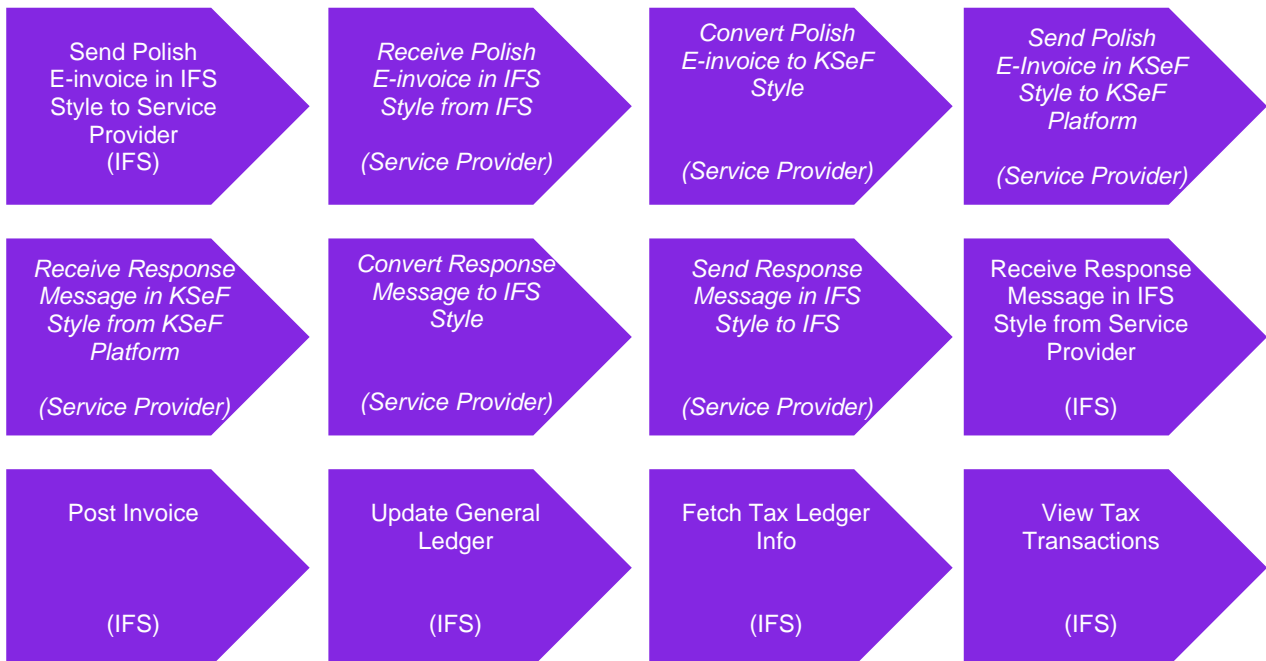 Send Polish
E-invoice in IFS
Style to Service
Provider
(IFS)
Receive Polish
E-invoice in IFS
Style from IFS
(Service Provider)
Convert Polish
E-invoice to KSeF
Style
(Service Provider)
Send Polish
E-Invoice in KSeF
Style to KSeF
Platform
(Service Provider)
Receive Response
Message in KSeF
Style from KSeF
Platform
(Service Provider)
Convert Response
Message to IFS
Style
(Service Provider)
Send Response
Message in IFS
Style to IFS
(Service Provider)
Receive Response
Message in IFS
Style from Service
Provider
(IFS)
Post Invoice
(IFS)
Update General
Ledger
(IFS)
Fetch Tax Ledger
Info
(IFS)
View Tax
Transactions
(IFS)